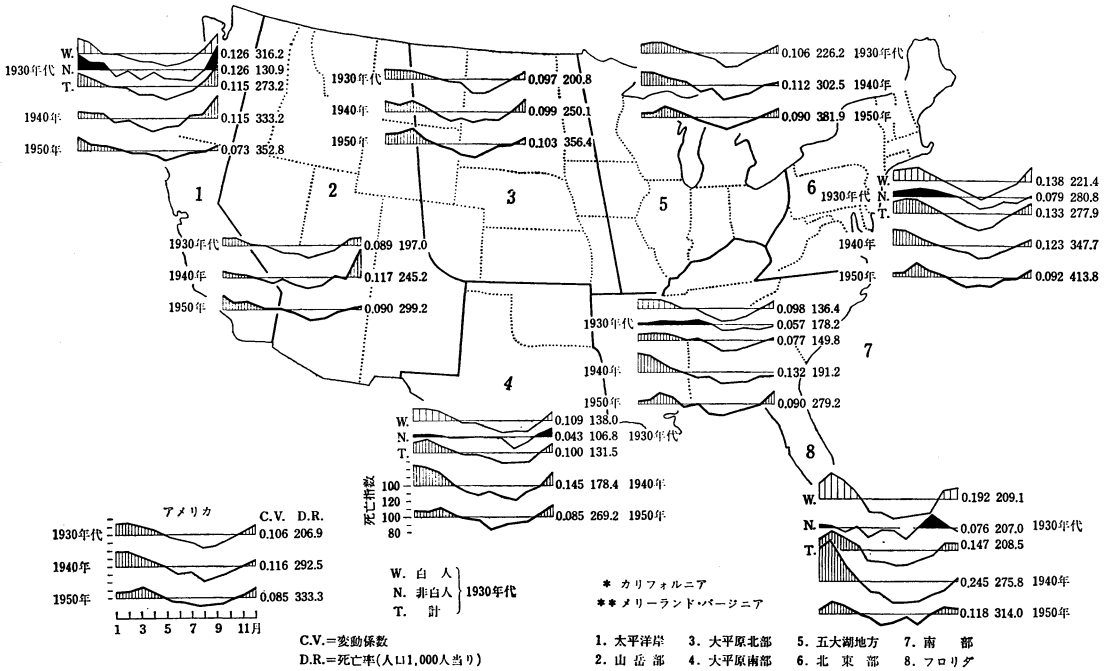 W. 0.126 316.2
1930年代 N. 0.126 130.9
T. 0.115 273.2
1940年 0.115 333.2
1950年 0.073 352.8
1930年代 0.097 200.8
1940年 0.099 250.1
1950年 0.103 356.4
0.106 226.2 1930年代
0.112 302.5 1940年
0.090 381.9 1950年
W. 0.138 221.4
1930年代 N. 0.079 280.8
T. 0.133 277.9
1940年 0.123 347.7
1950年 0.092 413.8
1 2 3 5 6
1930年代 0.089 197.0
1940年 0.117 245.2
1950年 0.090 299.2
0.098 136.4
1930年代 0.057 178.2
0.077 149.8
1940年 0.132 191.2
1950年 0.090 279.2
7
4
W. 0.109 138.0
N. 0.043 106.8 1930年代
T. 0.100 131.5
0.145 178.4 1940年
0.085 269.2 1950年
死亡指数
100
120
100
80
8
W. 0.192 209.1
N. 0.076 207.0 1930年代
T. 0.147 208.5
0.245 275.8 1940年
0.118 314.0 1950年
アメリカ C.V. D.R.
1930年代 0.106 206.9
1940年 0.116 292.5
1950年 0.085 333.3
1 3 5 7 9 11月
W. 白人
N. 非白人 1930年代
T. 計
* カリフォルニア
** メリーランド・バージニア
C.V.=変動係数
D.R.=死亡率(人口1,000人当り)
1. 太平洋岸 3. 大平原北部 5. 五大湖地方 7. 南部
2. 山岳部 4. 大平原南部 6. 北東部 8. フロリダ